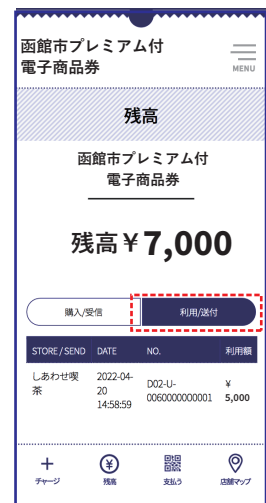 函館市プレミアム付
電子商品券
MENU
残高
函館市プレミアム付
電子商品券
残高¥7,000
購入/受信 利用/送付
STORE / SEND DATE NO. 利用額
しあわせ喫
茶
2022-04-
20
14:58:59
D02-U-
0060000000001
¥
5,000
チャージ 残高 支払う 店舗マップ